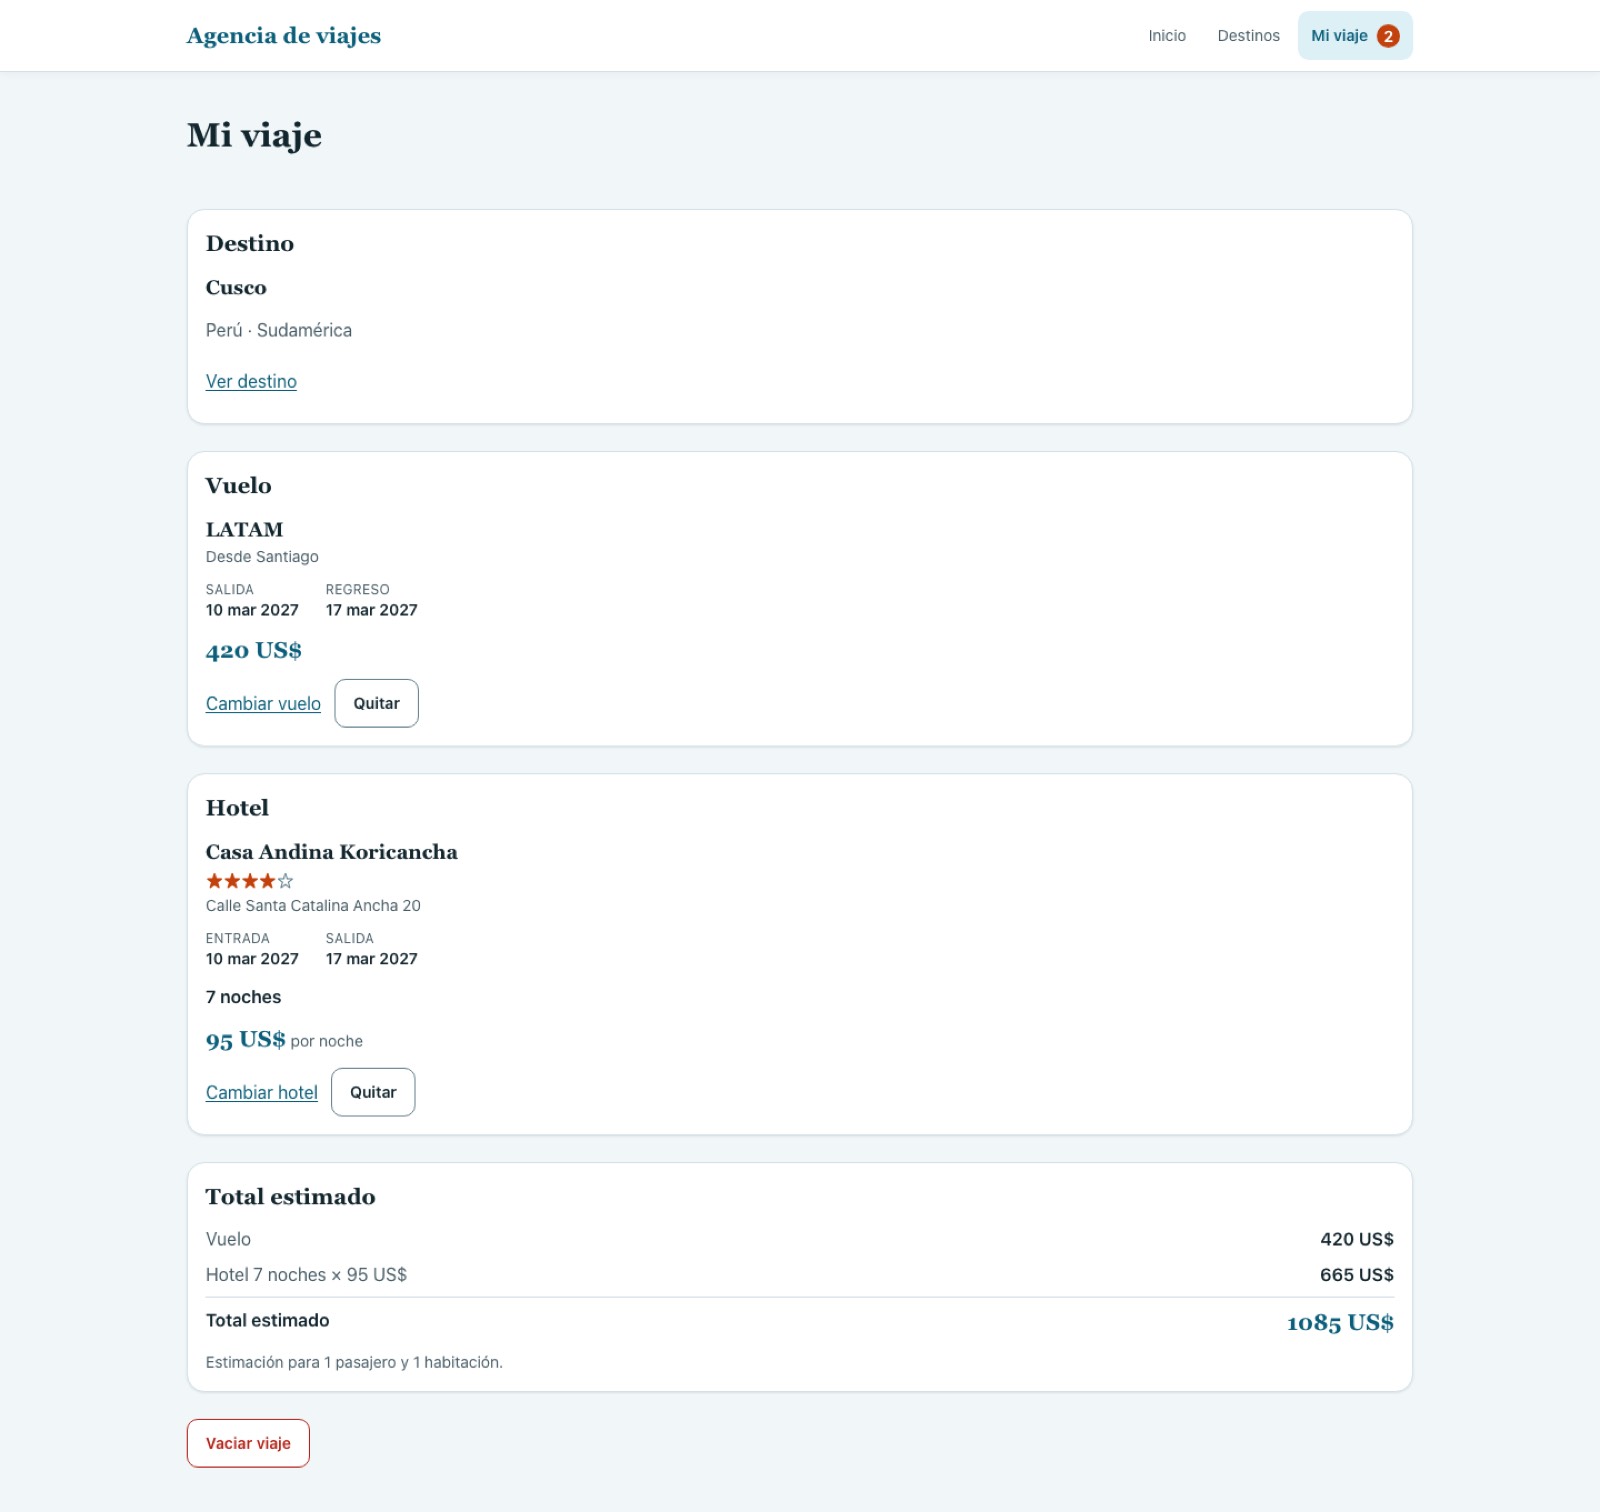 Agencia de viajes
Inicio Destinos Mi viaje 2
Mi viaje
Destino
Cusco
Perú · Sudamérica
Ver destino
Vuelo
LATAM
Desde Santiago
SALIDA REGRESO
10 mar 2027 17 mar 2027
420 US$
Cambiar vuelo Quitar
Hotel
Casa Andina Koricancha
★★★★☆
Calle Santa Catalina Ancha 20
ENTRADA SALIDA
10 mar 2027 17 mar 2027
7 noches
95 US$ por noche
Cambiar hotel Quitar
Total estimado
Vuelo 420 US$
Hotel 7 noches × 95 US$ 665 US$
Total estimado 1085 US$
Estimación para 1 pasajero y 1 habitación.
Vaciar viaje